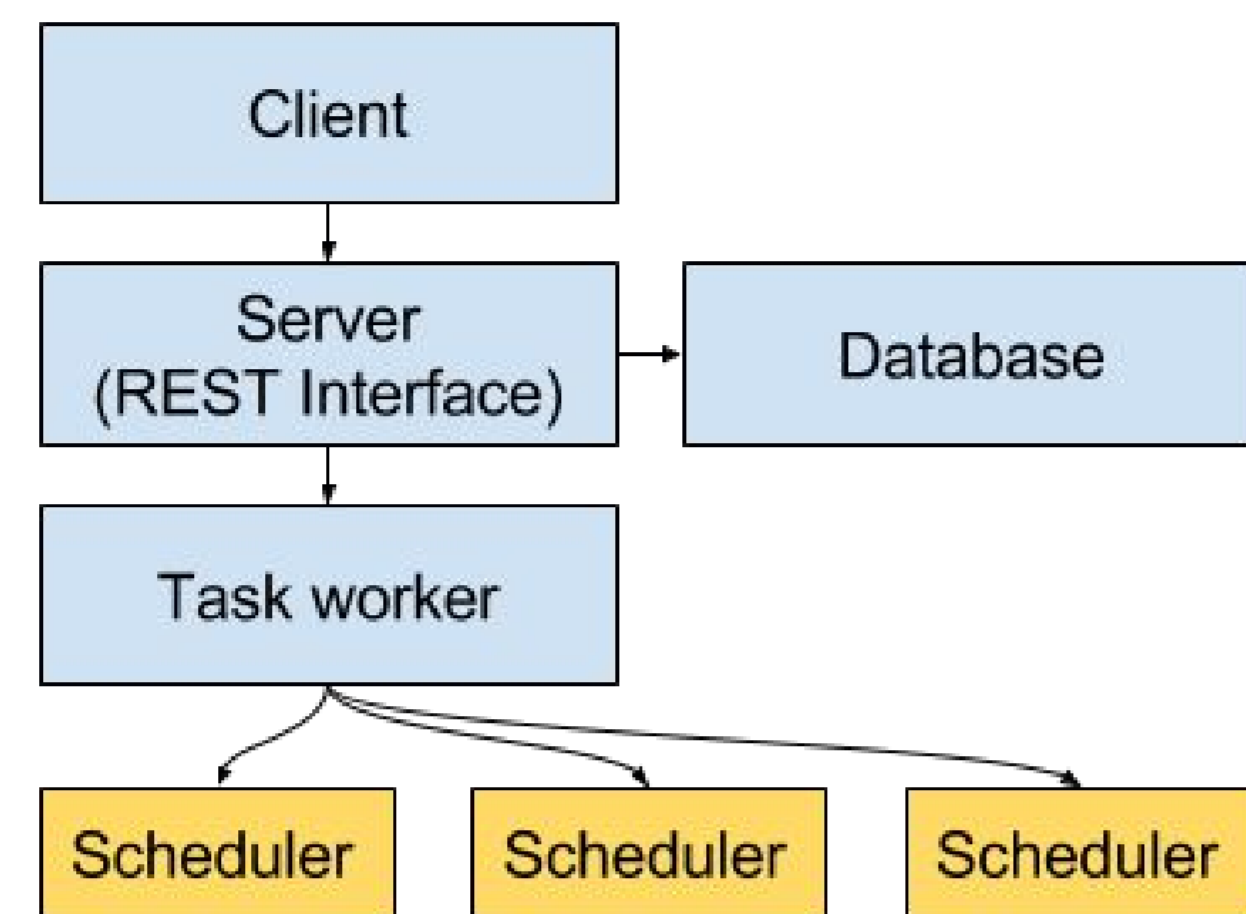 Client
Server
(REST Interface)
Database
Task worker
Scheduler
Scheduler
Scheduler